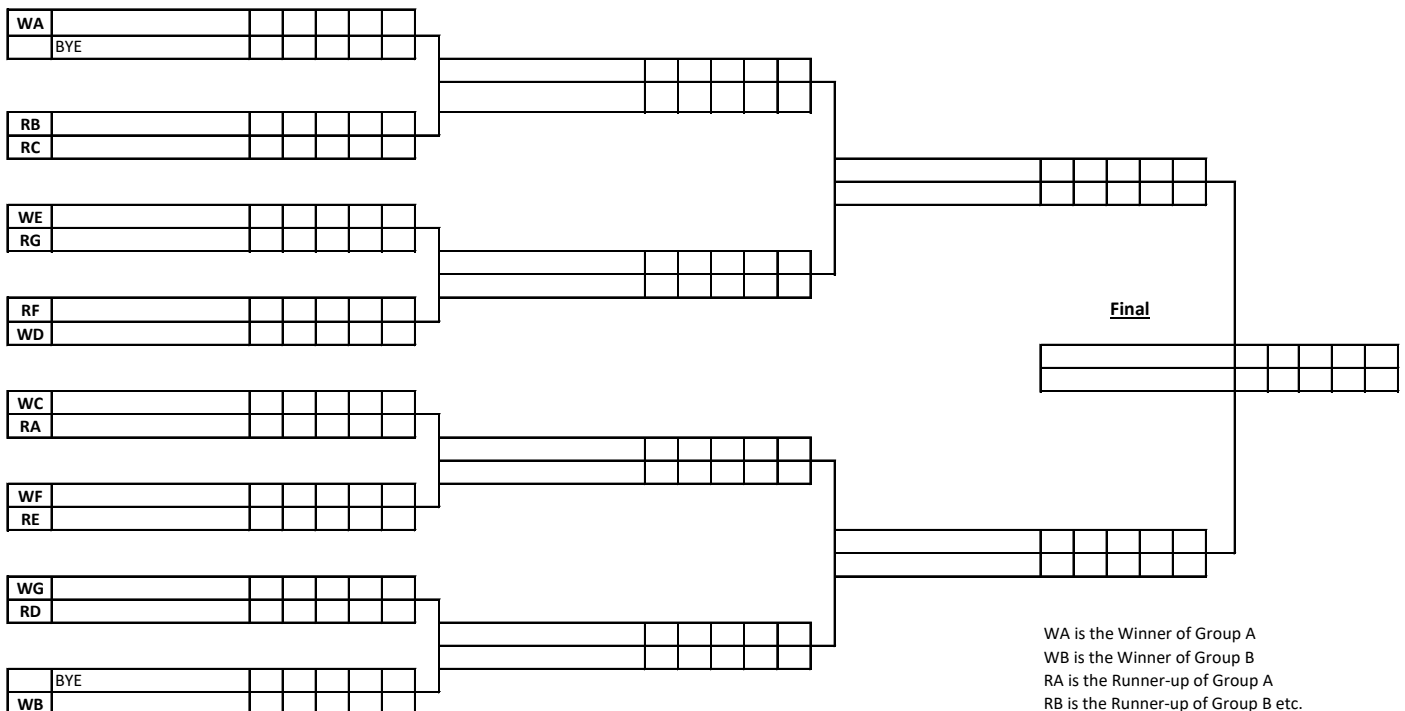 WA
BYE
RB
RC
WE
RG
RF
WD
WC
RA
WF
RE
WG
RD
BYE
WB
Final
WA is the Winner of Group A
WB is the Winner of Group B
RA is the Runner-up of Group A
RB is the Runner-up of Group B etc.